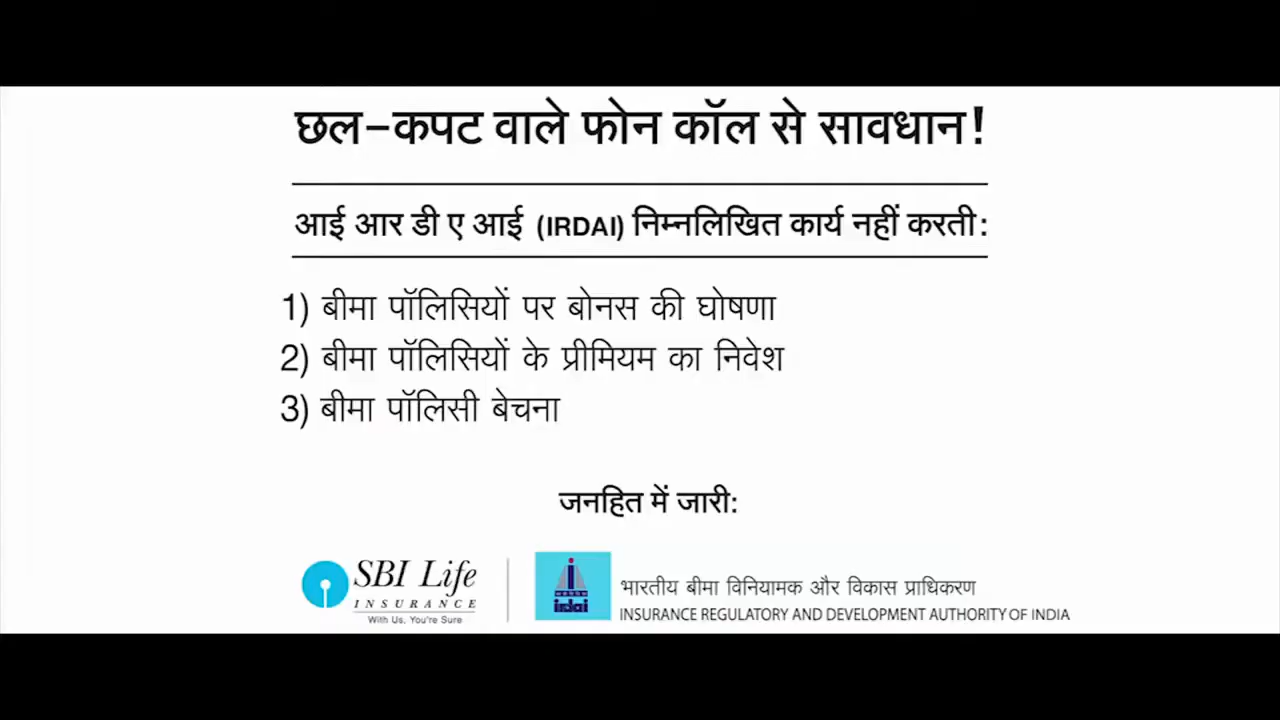 छल-कपट वाले फोन कॉल से सावधान!
आई आर डी ए आई (IRDAI) निम्नलिखित कार्य नहीं करती:
1) बीमा पॉलिसियों पर बोनस की घोषणा
2) बीमा पॉलिसियों के प्रीमियम का निवेश
3) बीमा पॉलिसी बेचना
जनहित में जारी:
SBI Life
INSURANCE
With Us, You're Sure
irdai
भारतीय बीमा विनियामक और विकास प्राधिकरण
INSURANCE REGULATORY AND DEVELOPMENT AUTHORITY OF INDIA